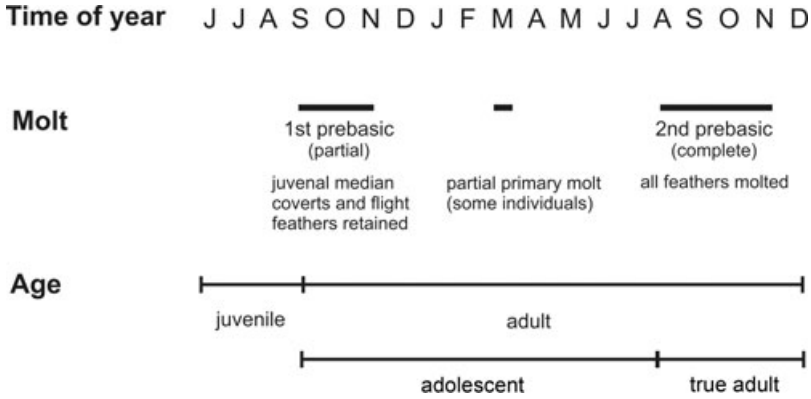 Time of year J J A S O N D J F M A M J J A S O N D
Molt
1st prebasic
(partial)
juvenal median
coverts and flight
feathers retained
partial primary molt
(some individuals)
2nd prebasic
(complete)
all feathers molted
Age
juvenile
adult
adolescent
true adult